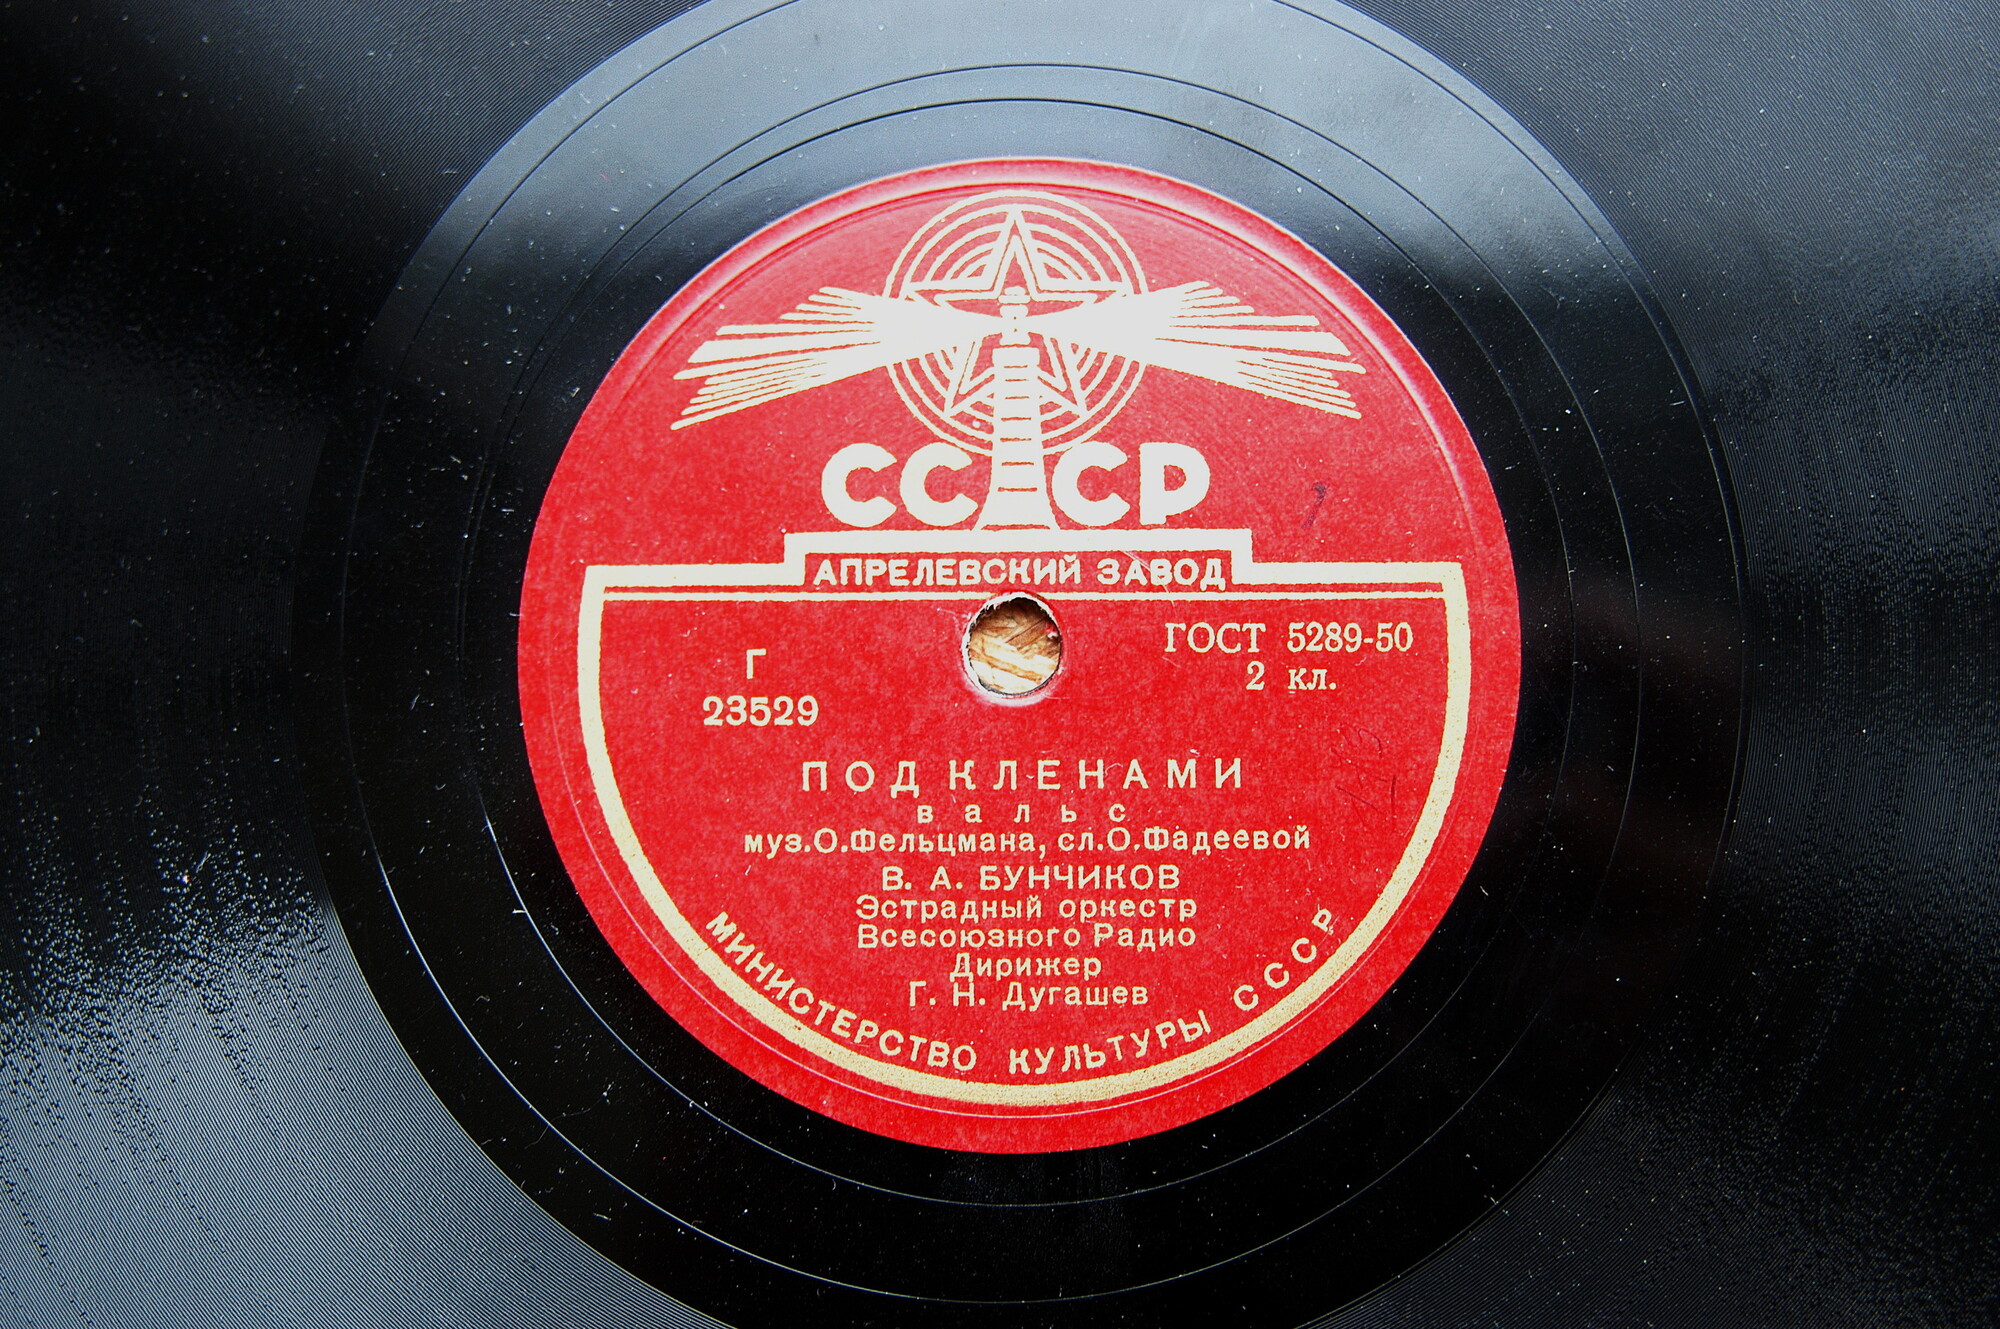 СССР
АПРЕЛЕВСКИЙ ЗАВОД
Г
23529
ГОСТ 5289-50
2 кл.
ПОД КЛЕНАМИ
вальс
муз.О.Фельцмана, сл.О.Фадеевой
В. А. БУНЧИКОВ
Эстрадный оркестр
Всесоюзного Радио
Дирижер
Г. Н. Дугашев
МИНИСТЕРСТВО КУЛЬТУРЫ СССР